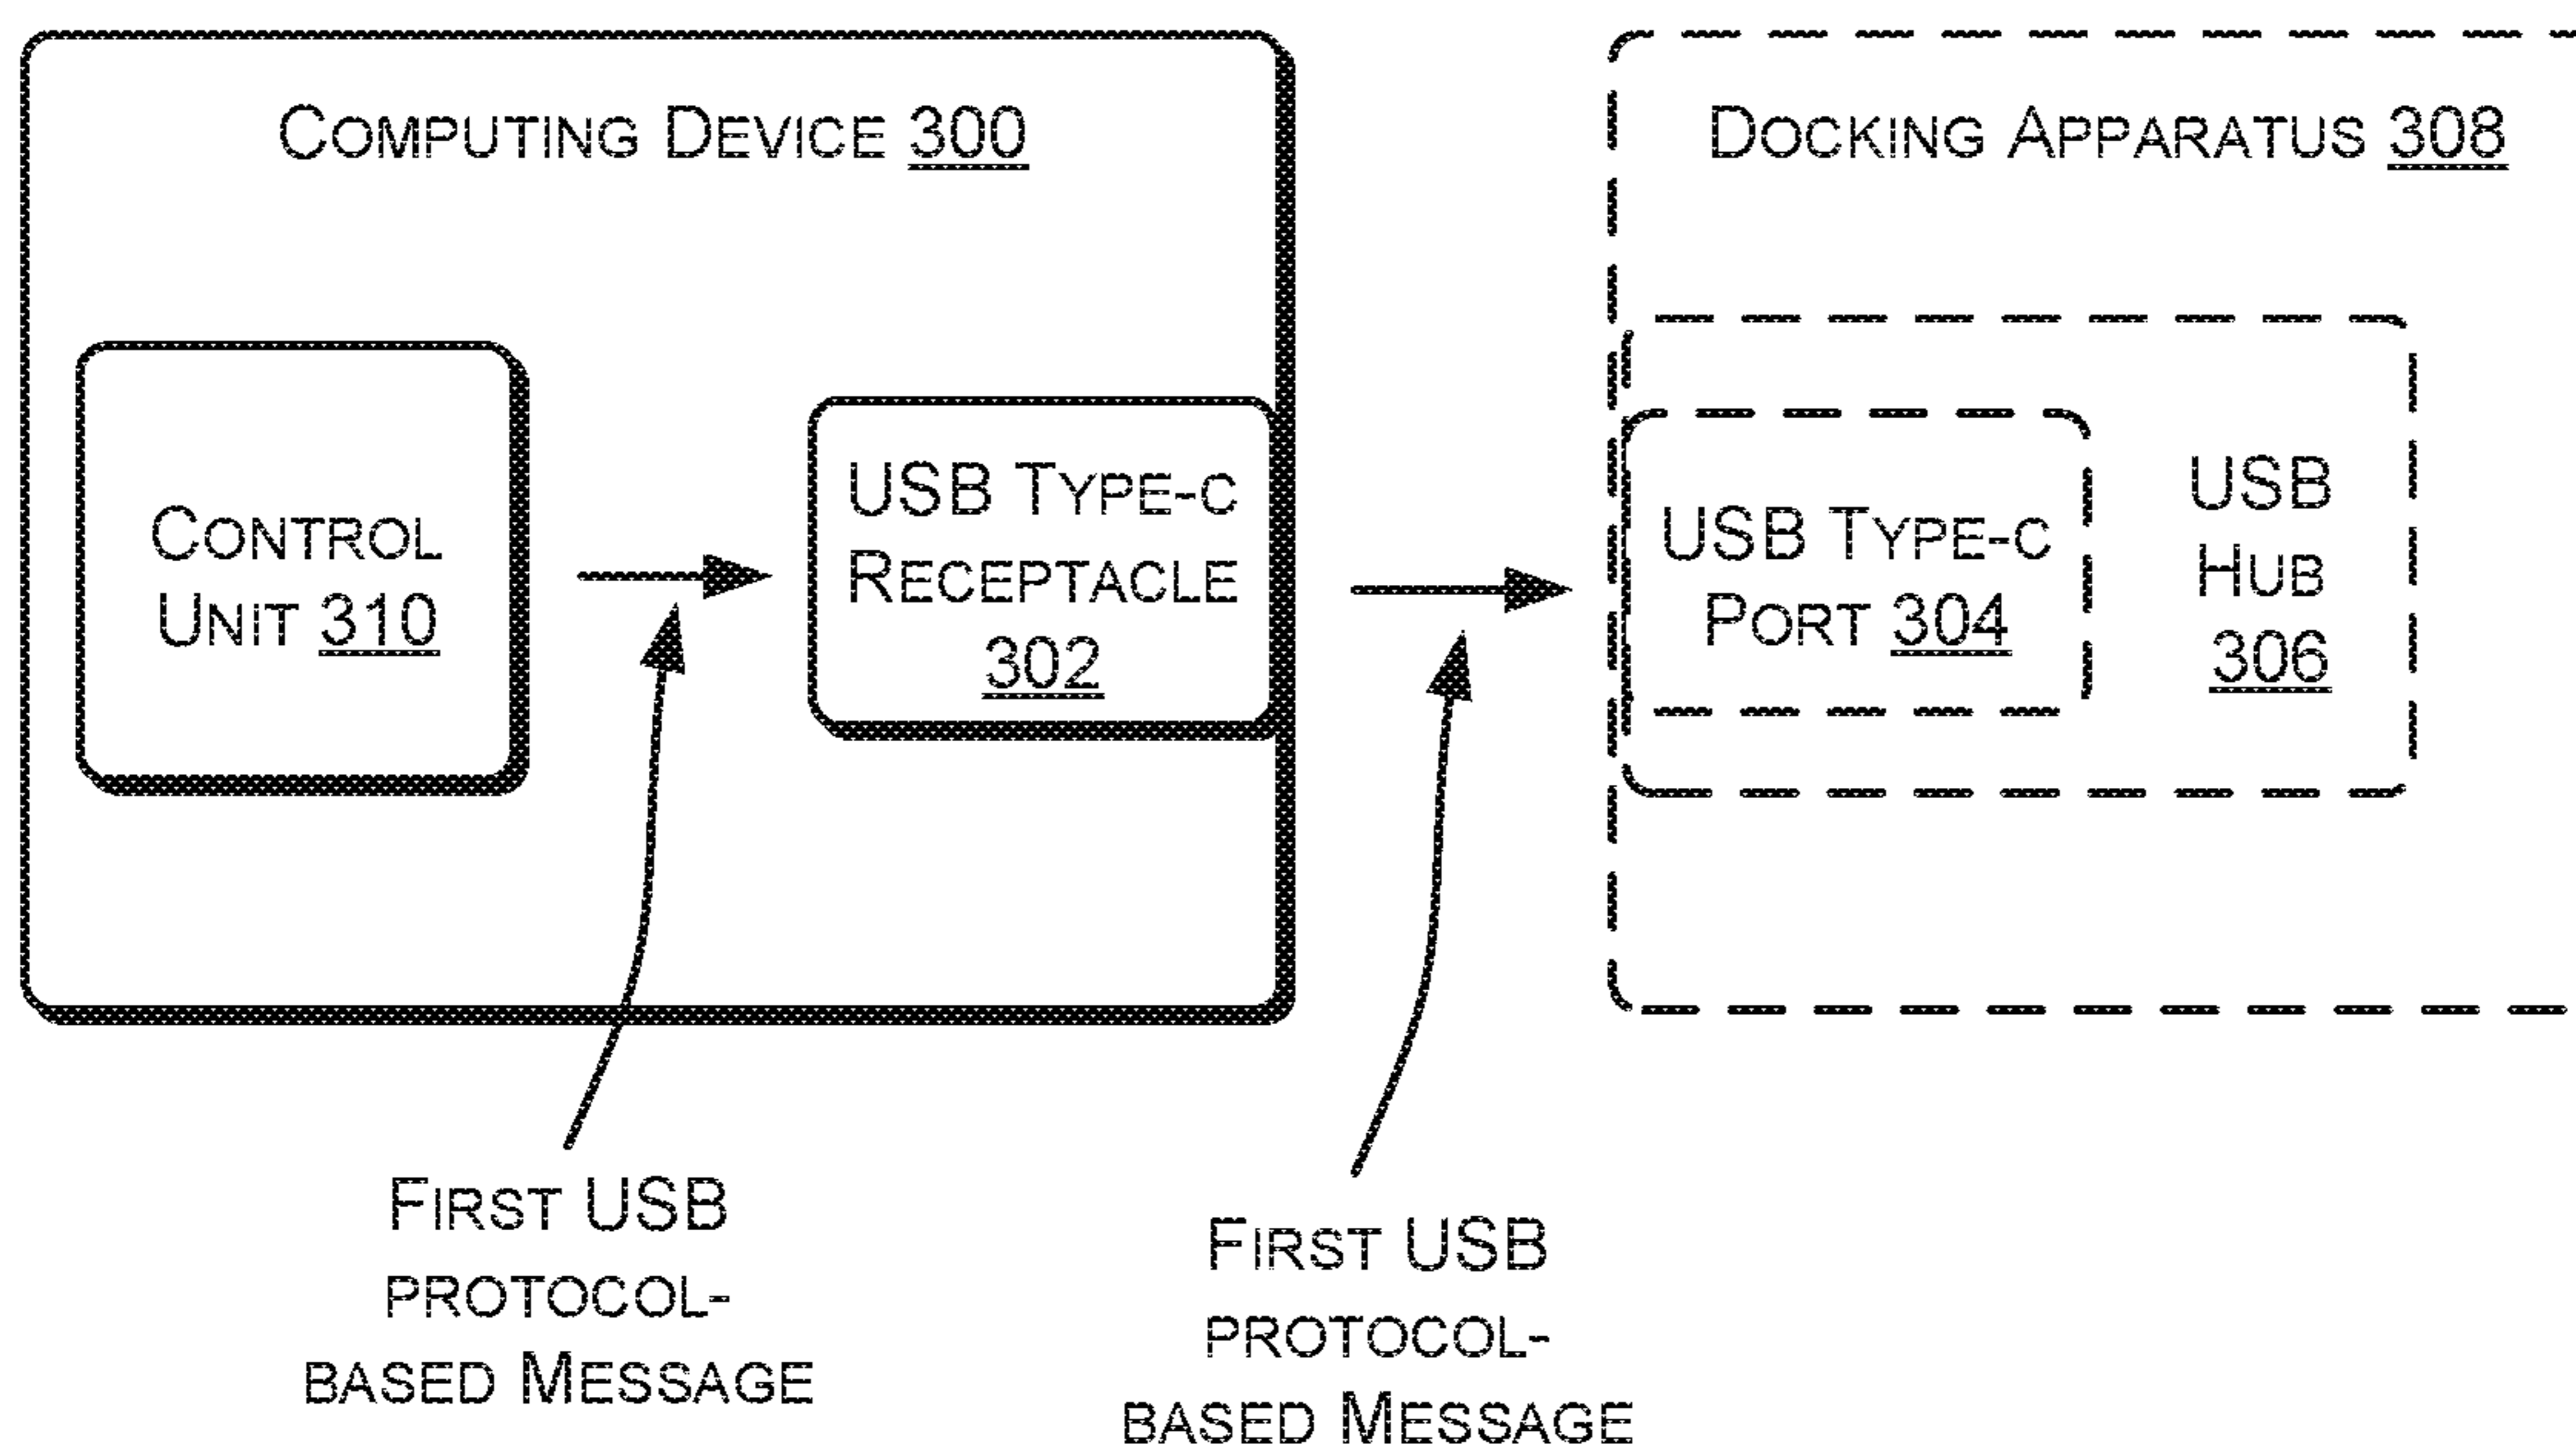 COMPUTING DEVICE 300
DOCKING APPARATUS 308
CONTROL
UNIT 310
USB TYPE-C
RECEPTACLE
302
USB TYPE-C
PORT 304
USB
HUB
306
FIRST USB
PROTOCOL-
BASED MESSAGE
FIRST USB
PROTOCOL-
BASED MESSAGE